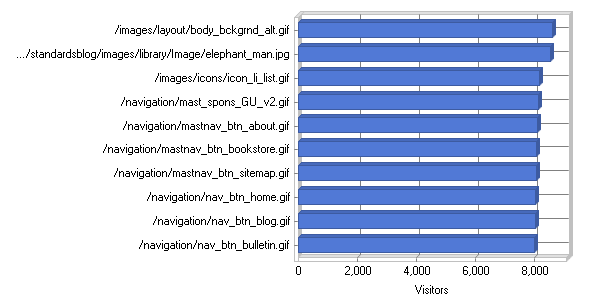 /images/layout/body_bckgrnd_alt.gif
.../standardsblog/images/library/Image/elephant_man.jpg
/images/icons/icon_li_list.gif
/navigation/mast_spons_GU_v2.gif
/navigation/mastnav_btn_about.gif
/navigation/mastnav_btn_bookstore.gif
/navigation/mastnav_btn_sitemap.gif
/navigation/nav_btn_home.gif
/navigation/nav_btn_blog.gif
/navigation/nav_btn_bulletin.gif
0 2,000 4,000 6,000 8,000
Visitors